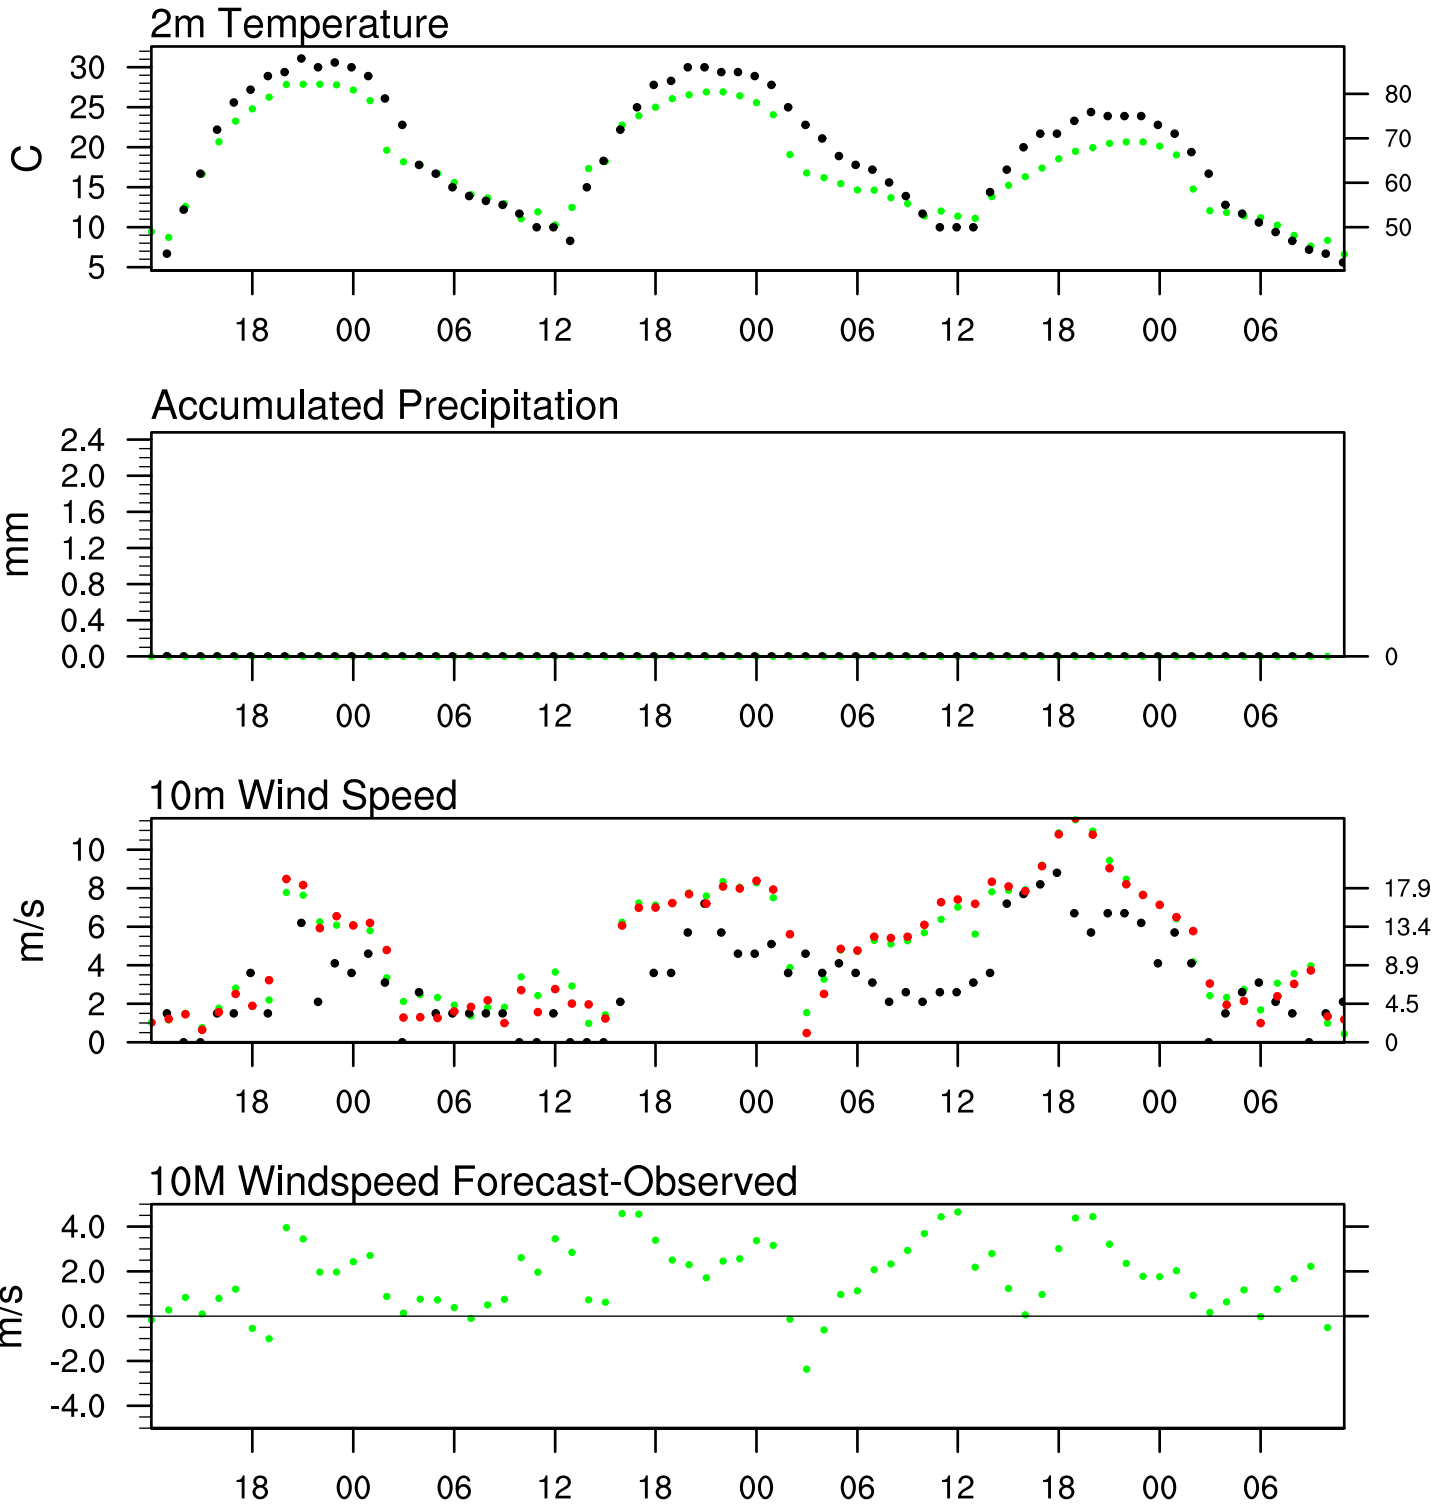 2m Temperature
30
25
20
15
10
5
C
80
70
60
50
18 00 06 12 18 00 06 12 18 00 06
Accumulated Precipitation
2.4
2.0
1.6
1.2
0.8
0.4
0.0
mm
0
18 00 06 12 18 00 06 12 18 00 06
10m Wind Speed
10
8
6
4
2
0
m/s
17.9
13.4
8.9
4.5
0
18 00 06 12 18 00 06 12 18 00 06
10M Windspeed Forecast-Observed
4.0
2.0
0.0
-2.0
-4.0
m/s
18 00 06 12 18 00 06 12 18 00 06